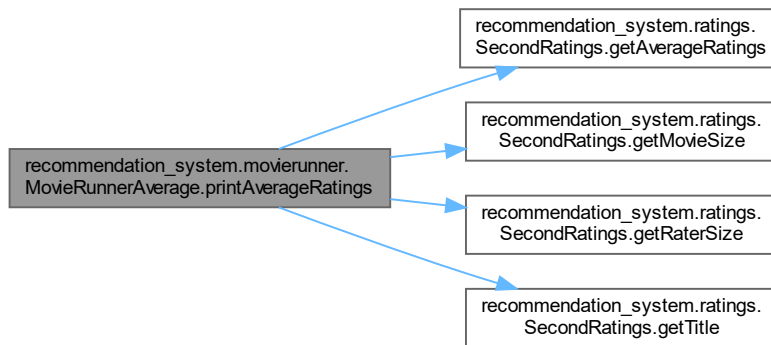 recommendation_system.ratings.
SecondRatings.getAverageRatings
recommendation_system.ratings.
SecondRatings.getMovieSize
recommendation_system.movierunner.
MovieRunnerAverage.printAverageRatings
recommendation_system.ratings.
SecondRatings.getRaterSize
recommendation_system.ratings.
SecondRatings.getTitle